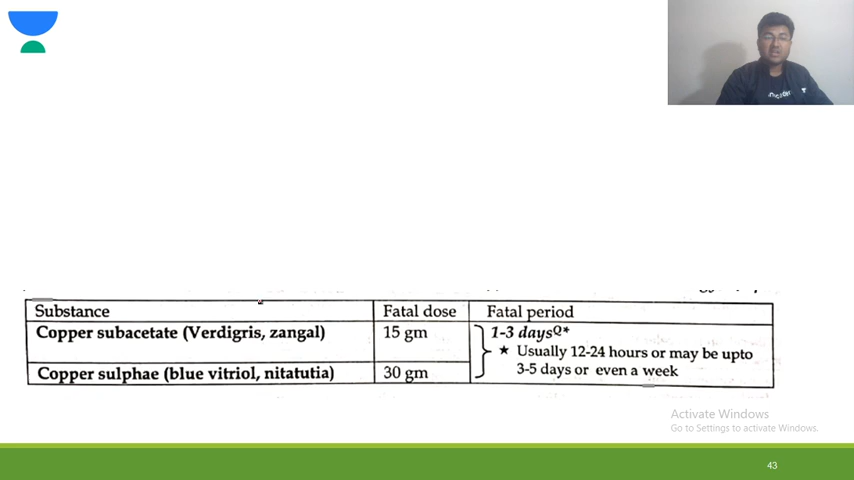 Substance Fatal dose Fatal period
Copper subacetate (Verdigris, zangal) 15 gm 1-3 daysQ*
★ Usually 12-24 hours or may be upto
3-5 days or even a week
Copper sulphae (blue vitriol, nitatutia) 30 gm
Activate Windows
Go to Settings to activate Windows.
43